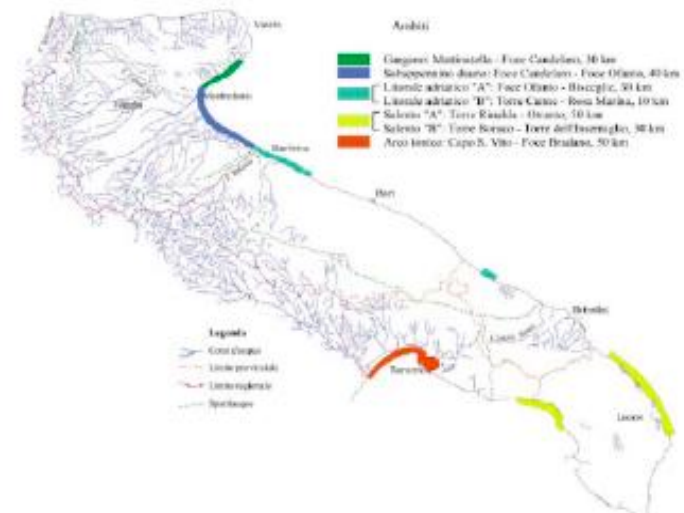 Vieste
Ambiti
Gargano: Mattinatella - Foce Candelaro, 30 km
Subappennino dauno: Foce Candelaro - Foce Ofanto, 40 km
Litorale adriatico "A": Foce Ofanto - Bisceglie, 30 km
Litorale adriatico "B": Torre Canne - Rosa Marina, 10 km
Salento "A": Torre Rinalda - Otranto, 50 km
Salento "B": Torre Borraco - Torre dell'Inserraglio, 30 km
Arco ionico: Capo S. Vito - Foce Bradano, 50 km
Manfredonia
Foggia
Barletta
Bari
Brindisi
Taranto
Lecce
Legenda
Corsi d'acqua
Limite provinciale
Limite regionale
Spartiacque